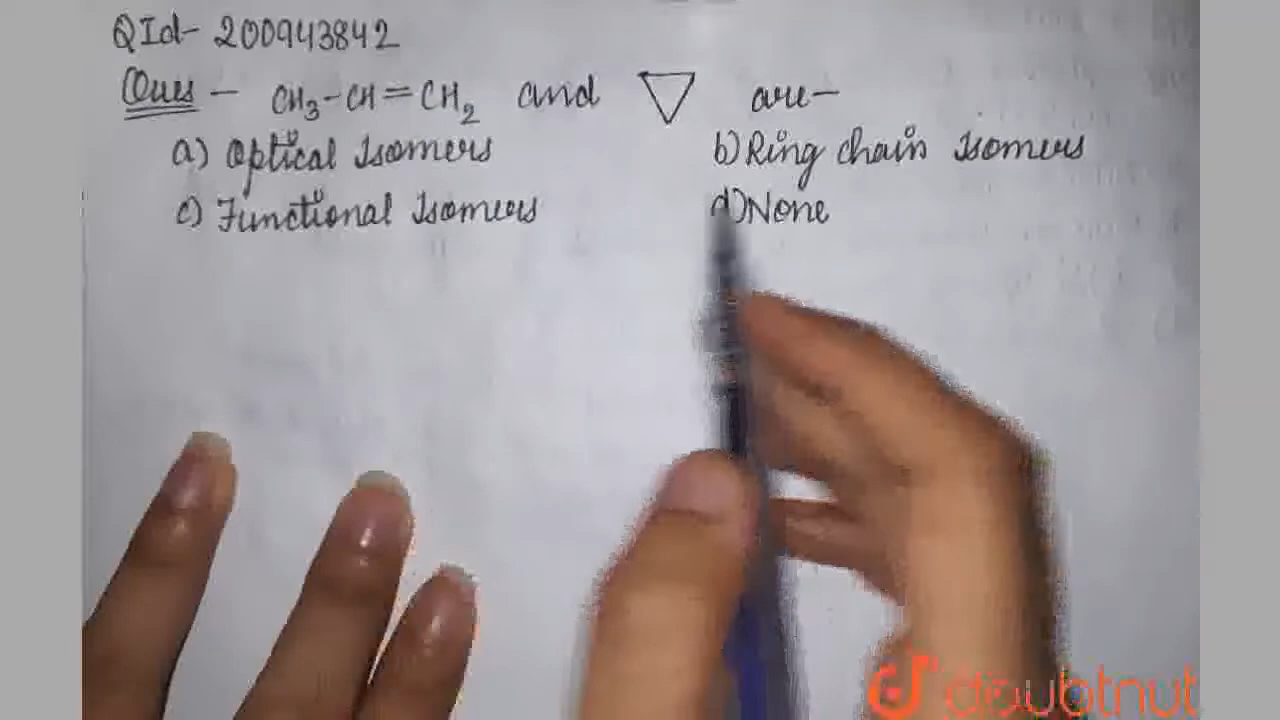 QId- 200943842
Ques - CH3-CH=CH2 and ▽ are-
a) Optical Isomers b) Ring chain Isomers
c) Functional Isomers d) None
doubtnut